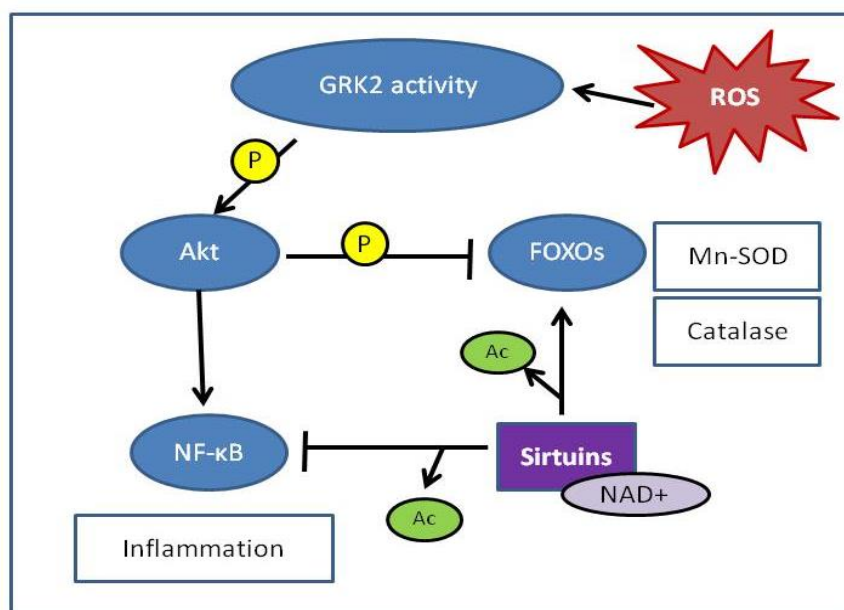 GRK2 activity
ROS
P
Akt
P
FOXOs
Mn-SOD
Catalase
Ac
NF-κB
Sirtuins
NAD+
Ac
Inflammation